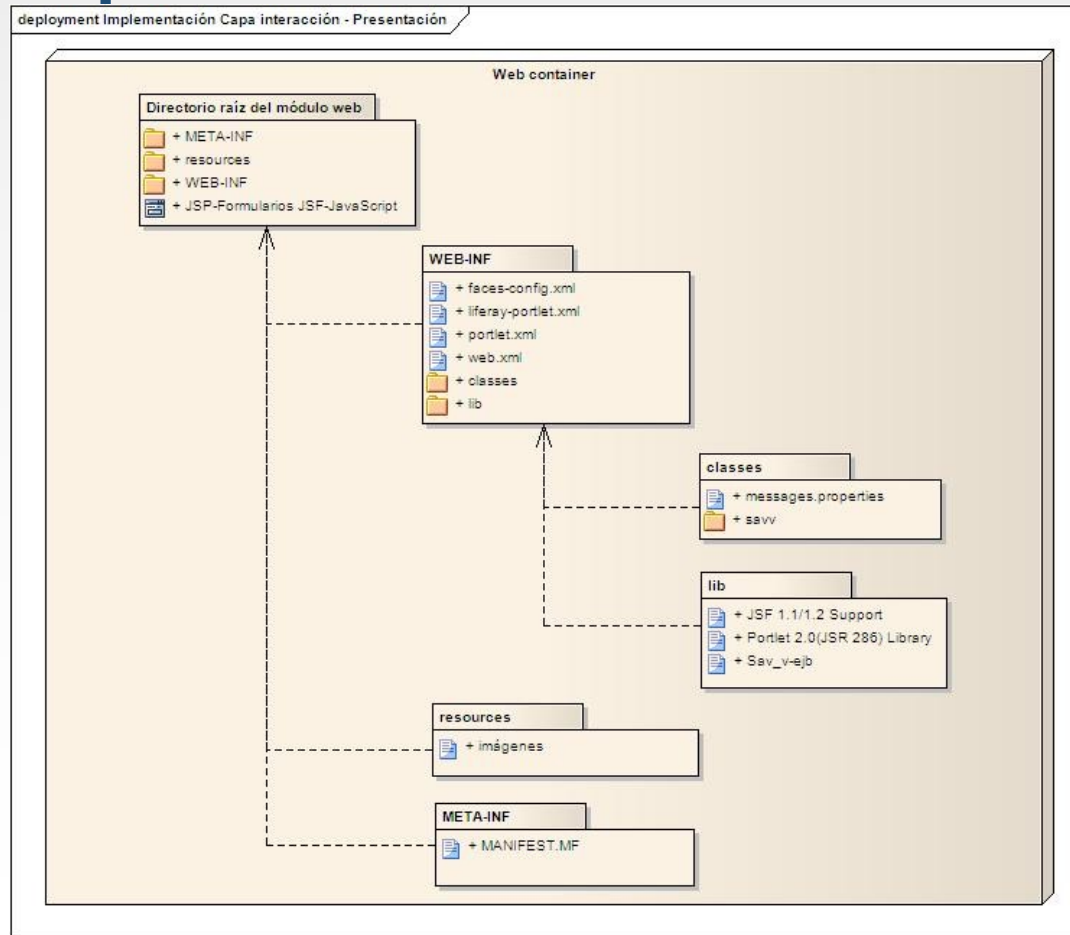 deployment Implementación Capa interacción - Presentación
Web container
Directorio raíz del módulo web
+ META-INF
+ resources
+ WEB-INF
+ JSP-Formularios JSF-JavaScript
WEB-INF
+ faces-config.xml
+ liferay-portlet.xml
+ portlet.xml
+ web.xml
+ classes
+ lib
classes
+ messages.properties
+ savv
lib
+ JSF 1.1/1.2 Support
+ Portlet 2.0(JSR 286) Library
+ Sav_v-ejb
resources
+ imágenes
META-INF
+ MANIFEST.MF